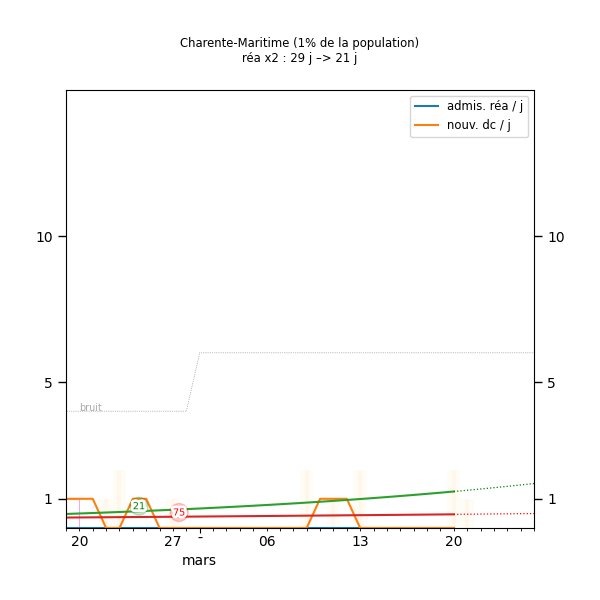 Charente-Maritime (1% de la population)
réa x2 : 29 j –> 21 j
admis. réa / j
nouv. dc / j
10 10
5 5
bruit
1 1
21
75
20 27 - 06 13 20
mars